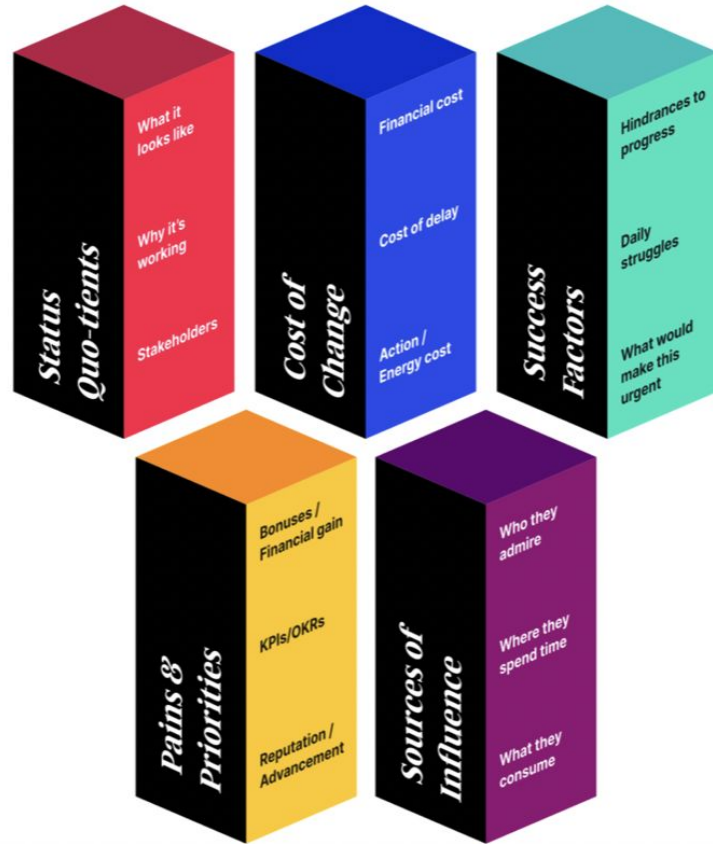 Status
Quo-tients
What it
looks like
Why it's
working
Stakeholders
Cost of
Change
Financial cost
Cost of delay
Action /
Energy cost
Success
Factors
Hindrances to
progress
Daily
struggles
What would
make this
urgent
Pains &
Priorities
Bonuses /
Financial gain
KPIs/OKRs
Reputation /
Advancement
Sources of
Influence
Who they
admire
Where they
spend time
What they
consume